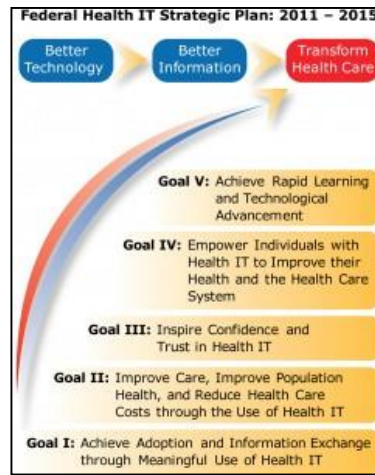 Federal Health IT Strategic Plan: 2011 – 2015
Better
Technology
Better
Information
Transform
Health Care
Goal V: Achieve Rapid Learning
and Technological
Advancement
Goal IV: Empower Individuals with
Health IT to Improve their
Health and the Health Care
System
Goal III: Inspire Confidence and
Trust in Health IT
Goal II: Improve Care, Improve Population
Health, and Reduce Health Care
Costs through the Use of Health IT
Goal I: Achieve Adoption and Information Exchange
through Meaningful Use of Health IT